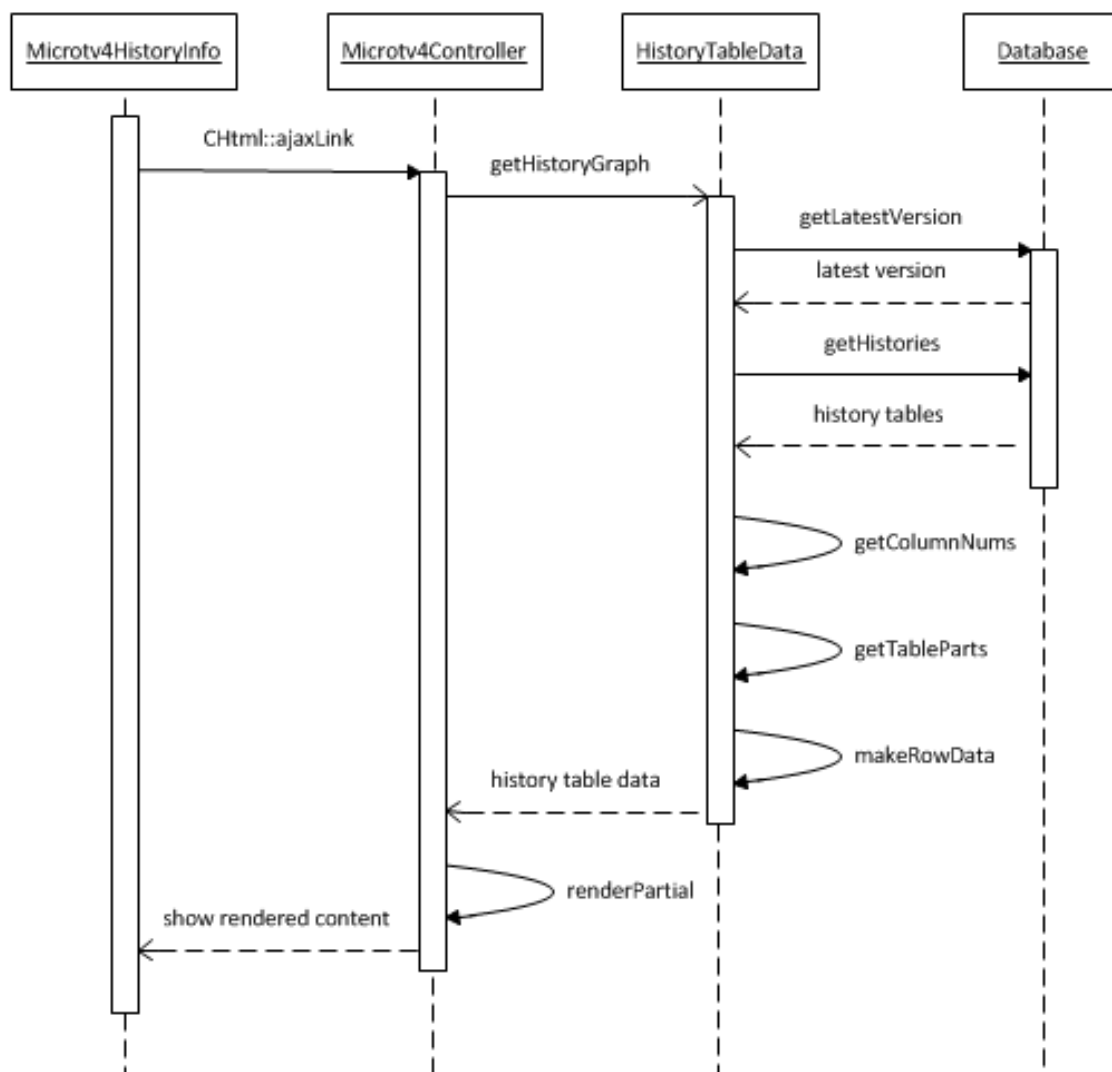 Microtv4HistoryInfo
Microtv4Controller
HistoryTableData
Database
CHtml::ajaxLink
getHistoryGraph
getLatestVersion
latest version
getHistories
history tables
getColumnNums
getTableParts
makeRowData
history table data
renderPartial
show rendered content